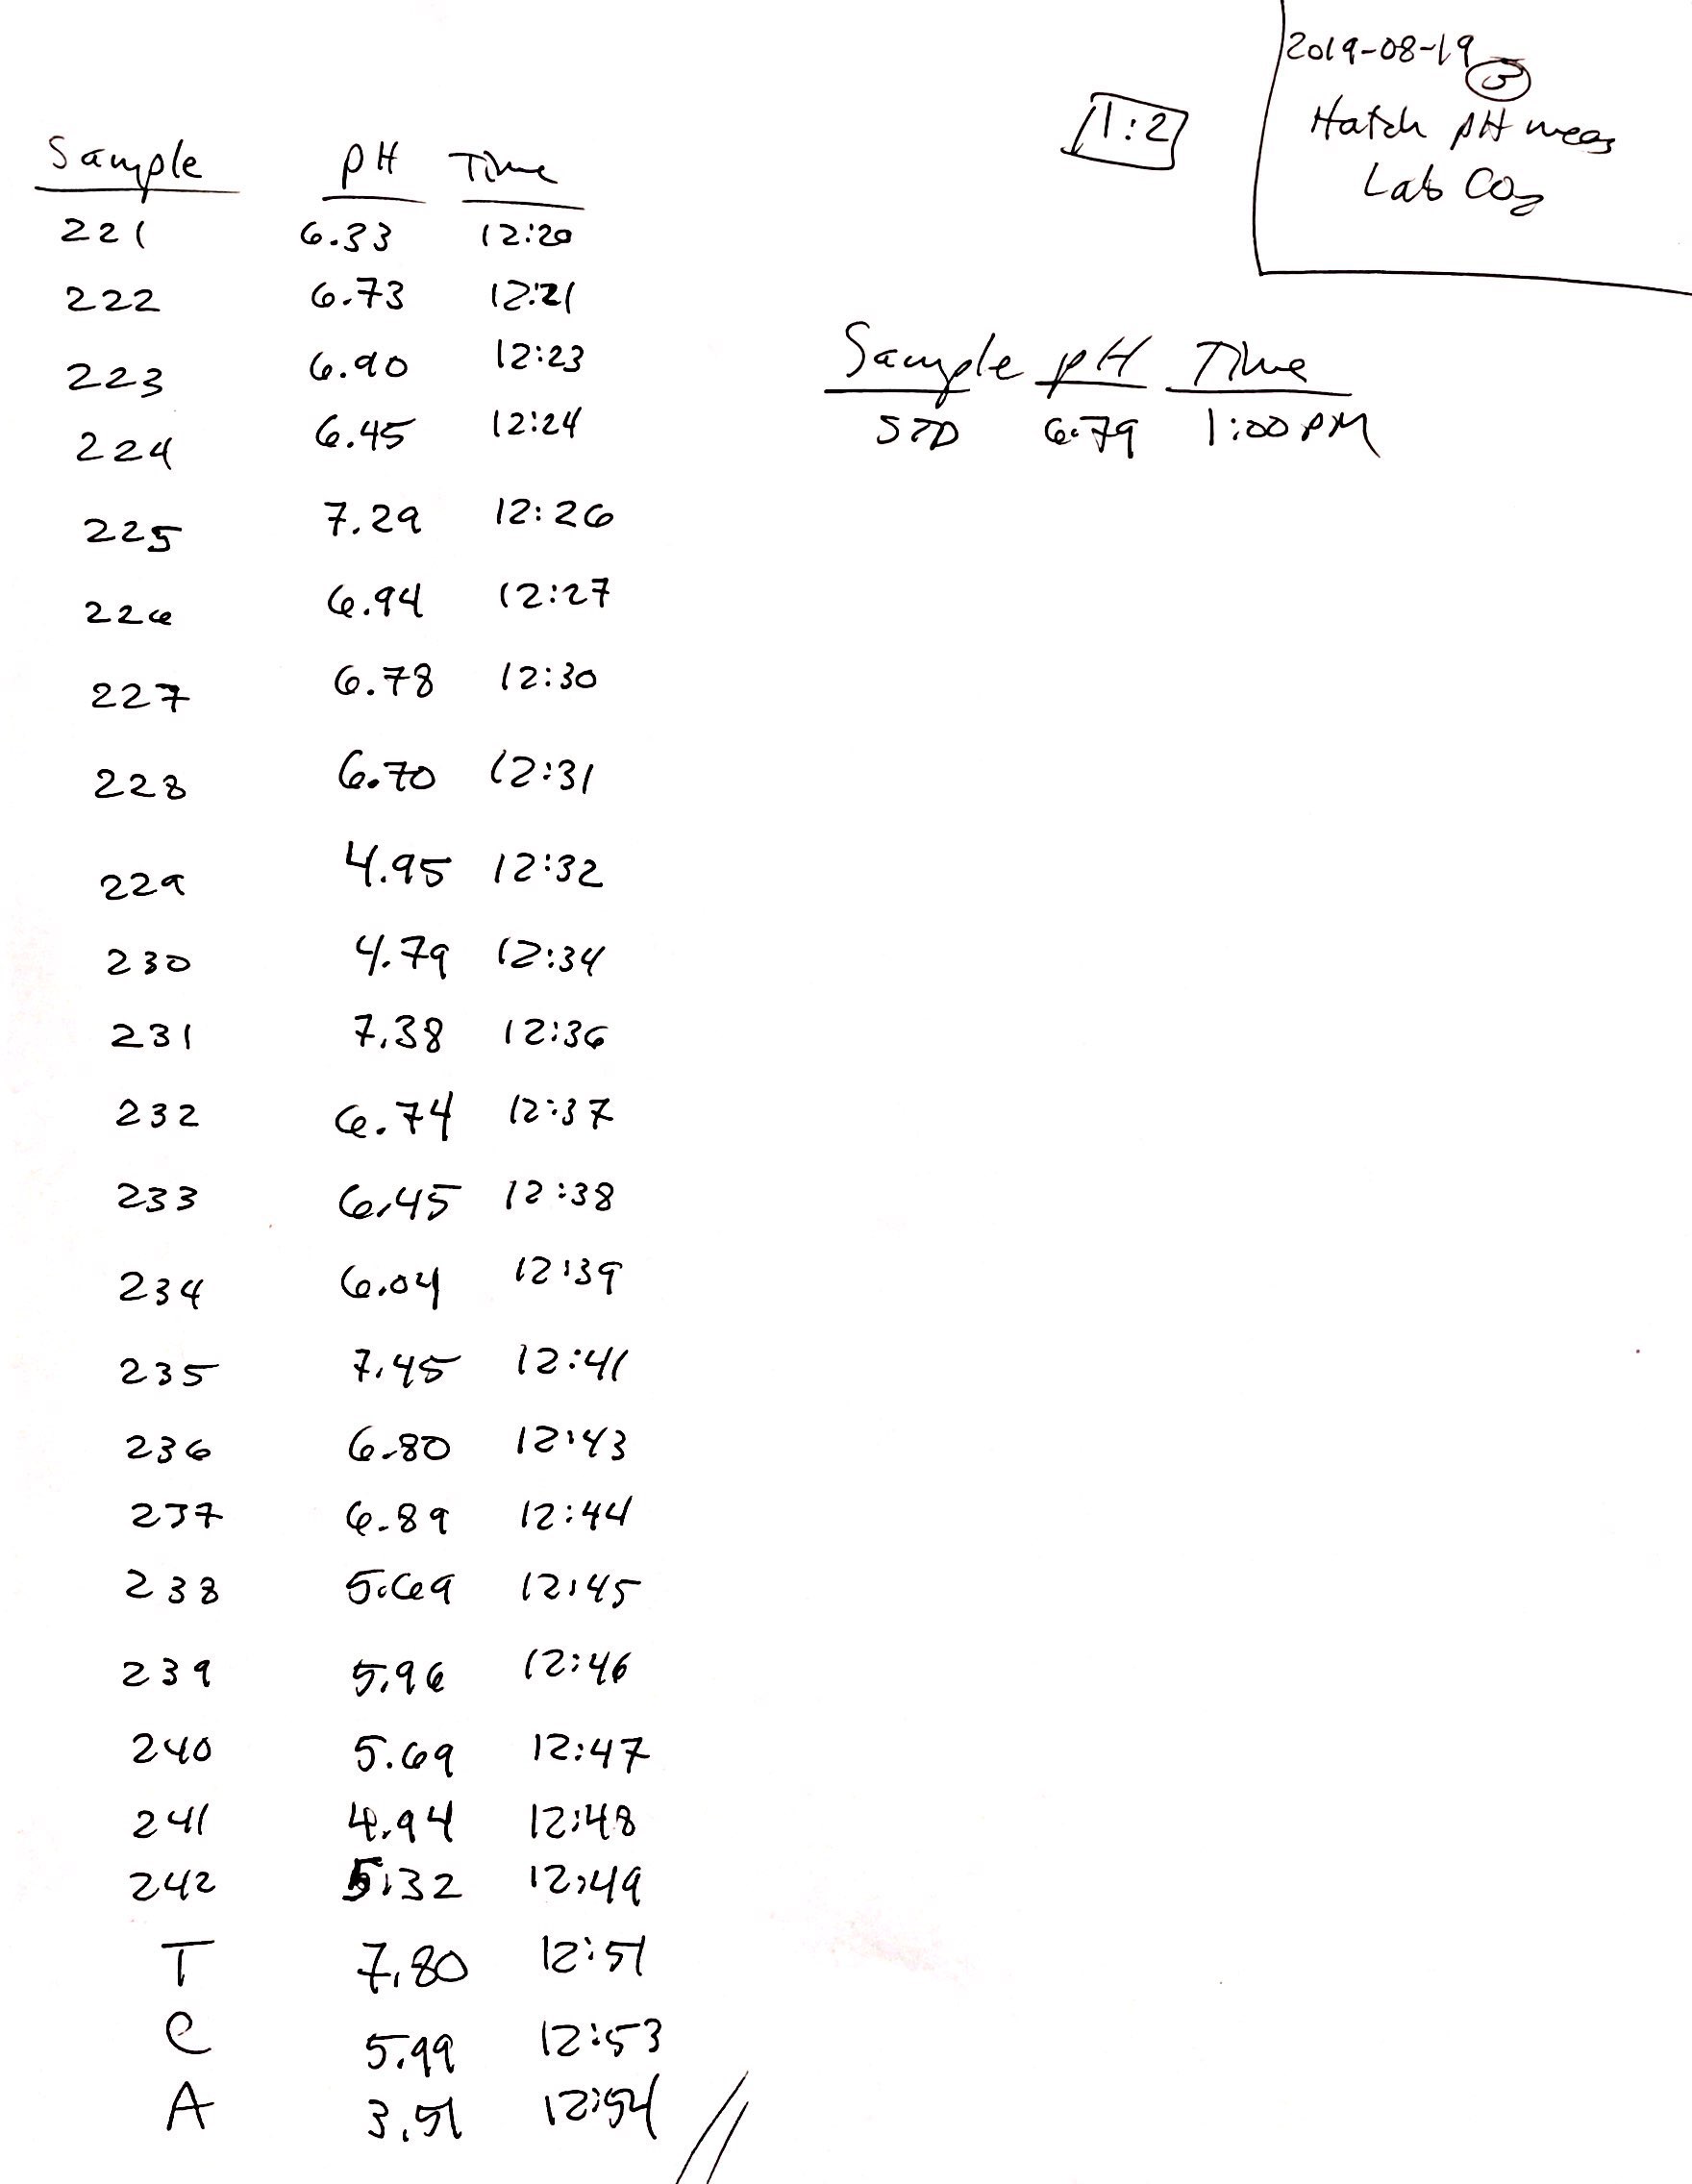 2019-08-19
5
Hatch pH meas
Lab CO2
1:2
Sample pH Time
221 6.33 12:20
222 6.73 12:21
223 6.90 12:23
224 6.45 12:24
225 7.29 12:26
226 6.94 12:27
227 6.78 12:30
228 6.70 12:31
229 4.95 12:32
230 4.79 12:34
231 7.38 12:36
232 6.74 12:37
233 6.45 12:38
234 6.04 12:39
235 7.45 12:41
236 6.80 12:43
237 6.89 12:44
238 5.69 12:45
239 5.96 12:46
240 5.69 12:47
241 4.94 12:48
242 5.32 12:49
T 7.80 12:51
C 5.99 12:53
A 3.51 12:54
Sample pH Time
STD 6.79 1:00 PM